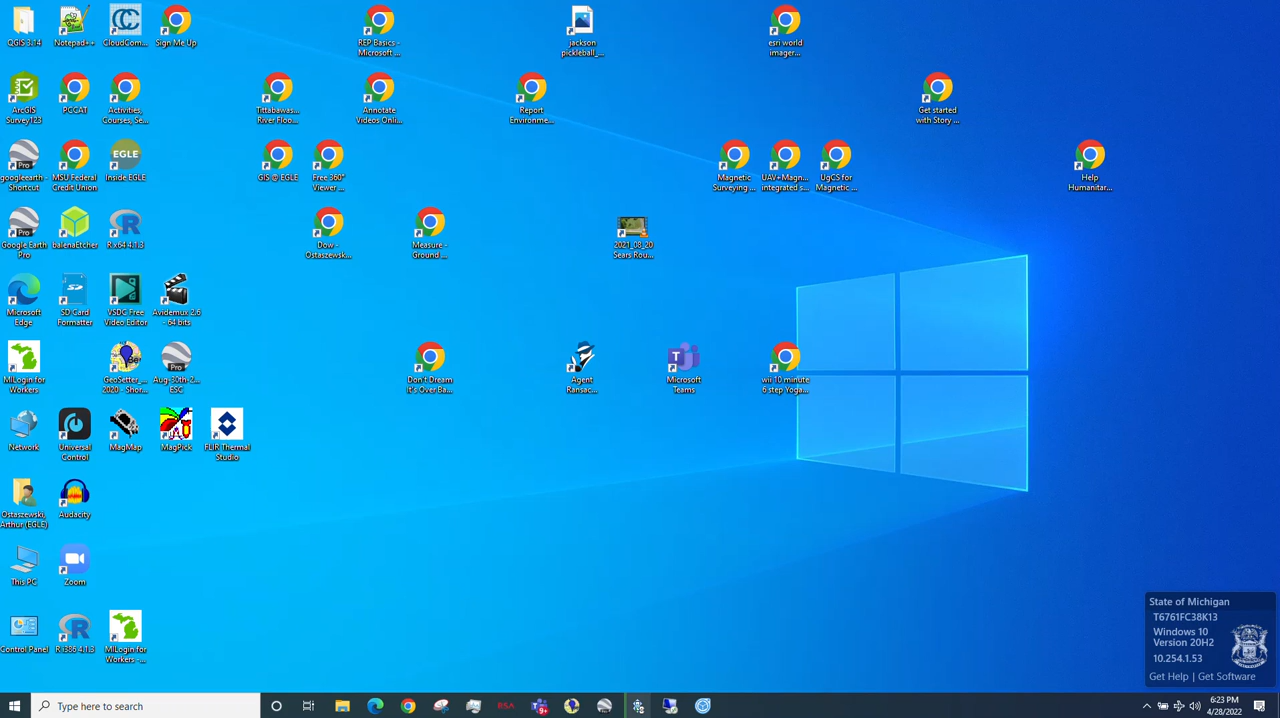 QGIS 3.14
Notepad++
CloudCom...
Sign Me Up
REP Basics -
Microsoft ...
jackson
pickleball_...
esri world
imager...
ArcGIS
Survey123
PCCAT
Activities,
Courses, Se...
Tittabawas...
River Floo...
Annotate
Videos Onli...
Report
Environme...
Get started
with Story ...
googleearth -
Shortcut
MSU Federal
Credit Union
EGLE
Inside EGLE
GIS @ EGLE
Free 360°
Viewer ...
Magnetic
Surveying ...
UAV+Magn...
integrated s...
UgCS for
Magnetic ...
Help
Humanitar...
Pro
Google Earth
Pro
balenaEtcher
R x64 4.1.3
Dow -
Ostaszewsk...
Measure -
Ground ...
2021_08_20
Sears Rou...
Microsoft
Edge
SD Card
Formatter
VSDC Free
Video Editor
Avidemux 2.6
- 64 bits
MiLogin for
Workers
GeoSetter_...
2020 - Shor...
Aug-30th-2...
ESC
Don't Dream
It's Over Ba...
Agent
Ransac...
Microsoft
Teams
wii 10 minute
6 step Yoga...
Network
Universal
Control
MagMap
MagPick
FLIR Thermal
Studio
Ostaszewski,
Arthur (EGLE)
Audacity
This PC
Zoom
Control Panel
R i386 4.1.3
MiLogin for
Workers -...
State of Michigan
T6761FC38K13
Windows 10
Version 20H2
10.254.1.53
Get Help | Get Software
Type here to search
RSA
9+
6:23 PM
4/28/2022